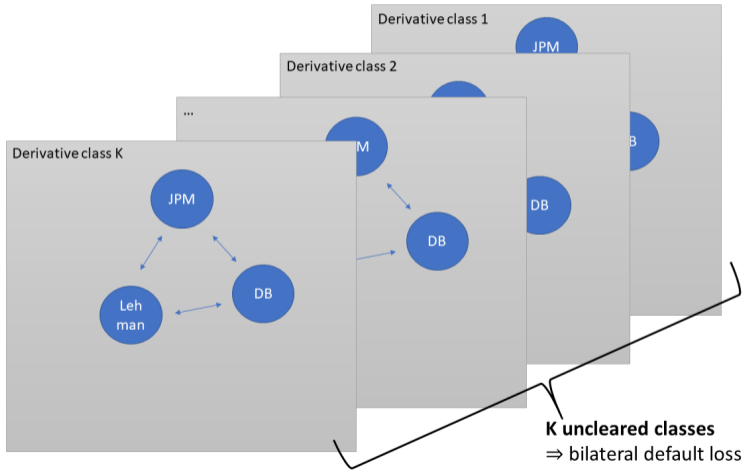 Derivative class 1
JPM
Derivative class 2
B
...
M
DB
Derivative class K
JPM
DB
DB
Leh
man
K uncleared classes
⇒ bilateral default loss